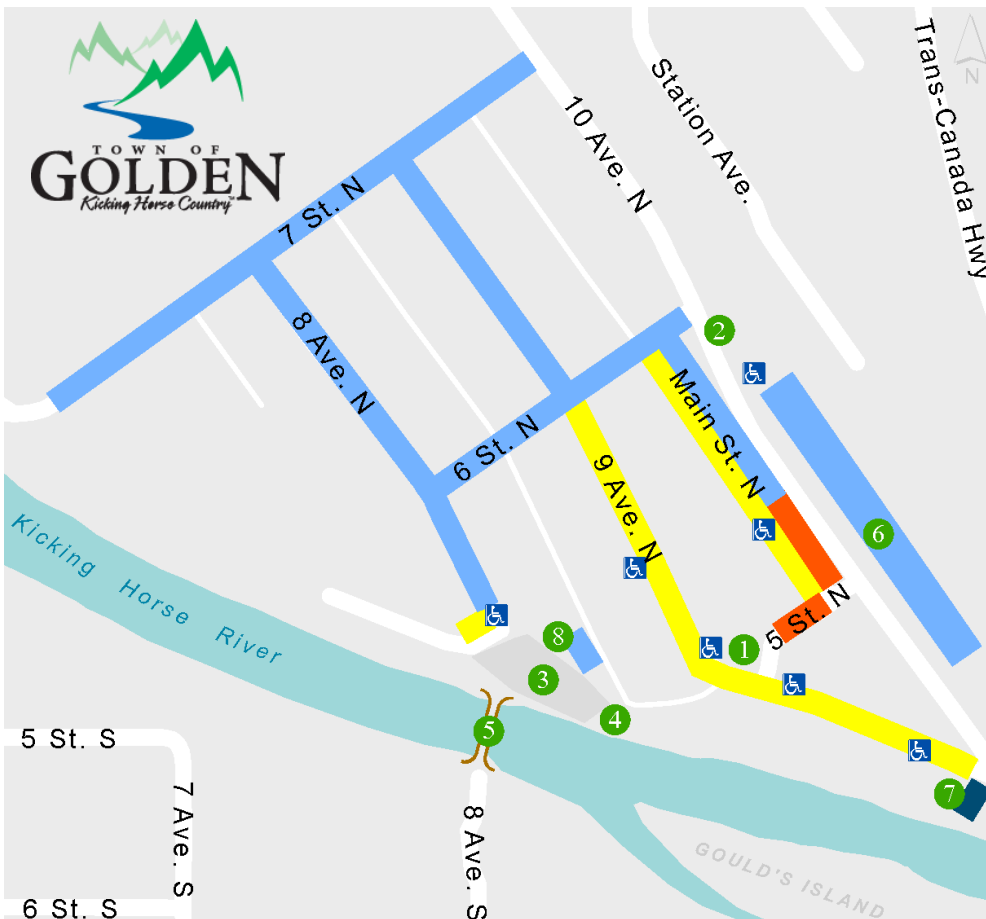 TOWN OF
GOLDEN
Kicking Horse Country™
7 St. N
10 Ave. N
Station Ave.
Trans-Canada Hwy
N
8 Ave. N
6 St. N
9 Ave. N
Main St. N
2
6
5 St. N
1
8
3
4
5
7
Kicking Horse River
5 St. S
7 Ave. S
8 Ave. S
6 St. S
GOULD'S ISLAND